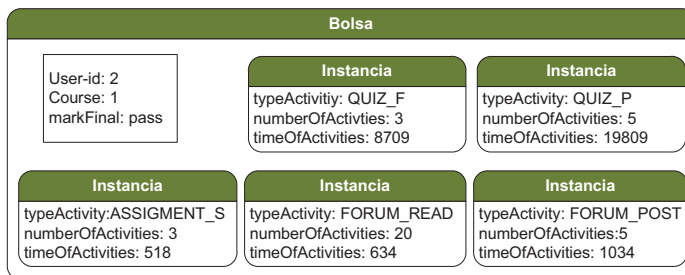 Bolsa
User-id: 2
Course: 1
markFinal: pass
Instancia
typeActivitiy: QUIZ_F
numberOfActivties: 3
timeOfActivities: 8709
Instancia
typeActivity: QUIZ_P
numberOfActivities: 5
timeOfActivities: 19809
Instancia
typeActivity:ASSIGMENT_S
numberOfActivities: 3
timeOfActivities: 518
Instancia
typeActivity: FORUM_READ
numberOfActivities: 20
timeOfActivities: 634
Instancia
typeActivity: FORUM_POST
numberOfActivities:5
timeOfActivities: 1034